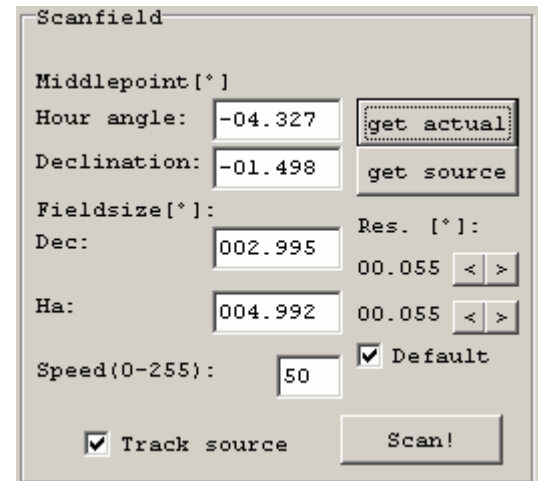 Scanfield
Middlepoint[°]
Hour angle: -04.327 get actual
Declination: -01.498 get source
Fieldsize[°]:
Res. [°]:
Dec: 002.995
00.055 < >
Ha: 004.992 00.055 < >
Default
Speed(0-255): 50
Track source Scan!